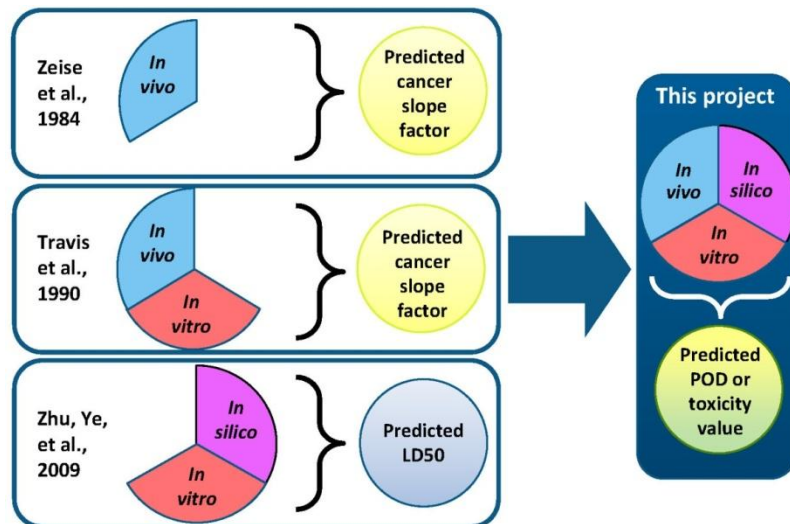 Zeise
et al.,
1984
In
vivo
Predicted
cancer
slope
factor
Travis
et al.,
1990
In
vivo
In
vitro
Predicted
cancer
slope
factor
Zhu, Ye,
et al.,
2009
In
silico
In
vitro
Predicted
LD50
This project
In
vivo
In
silico
In
vitro
Predicted
POD or
toxicity
value